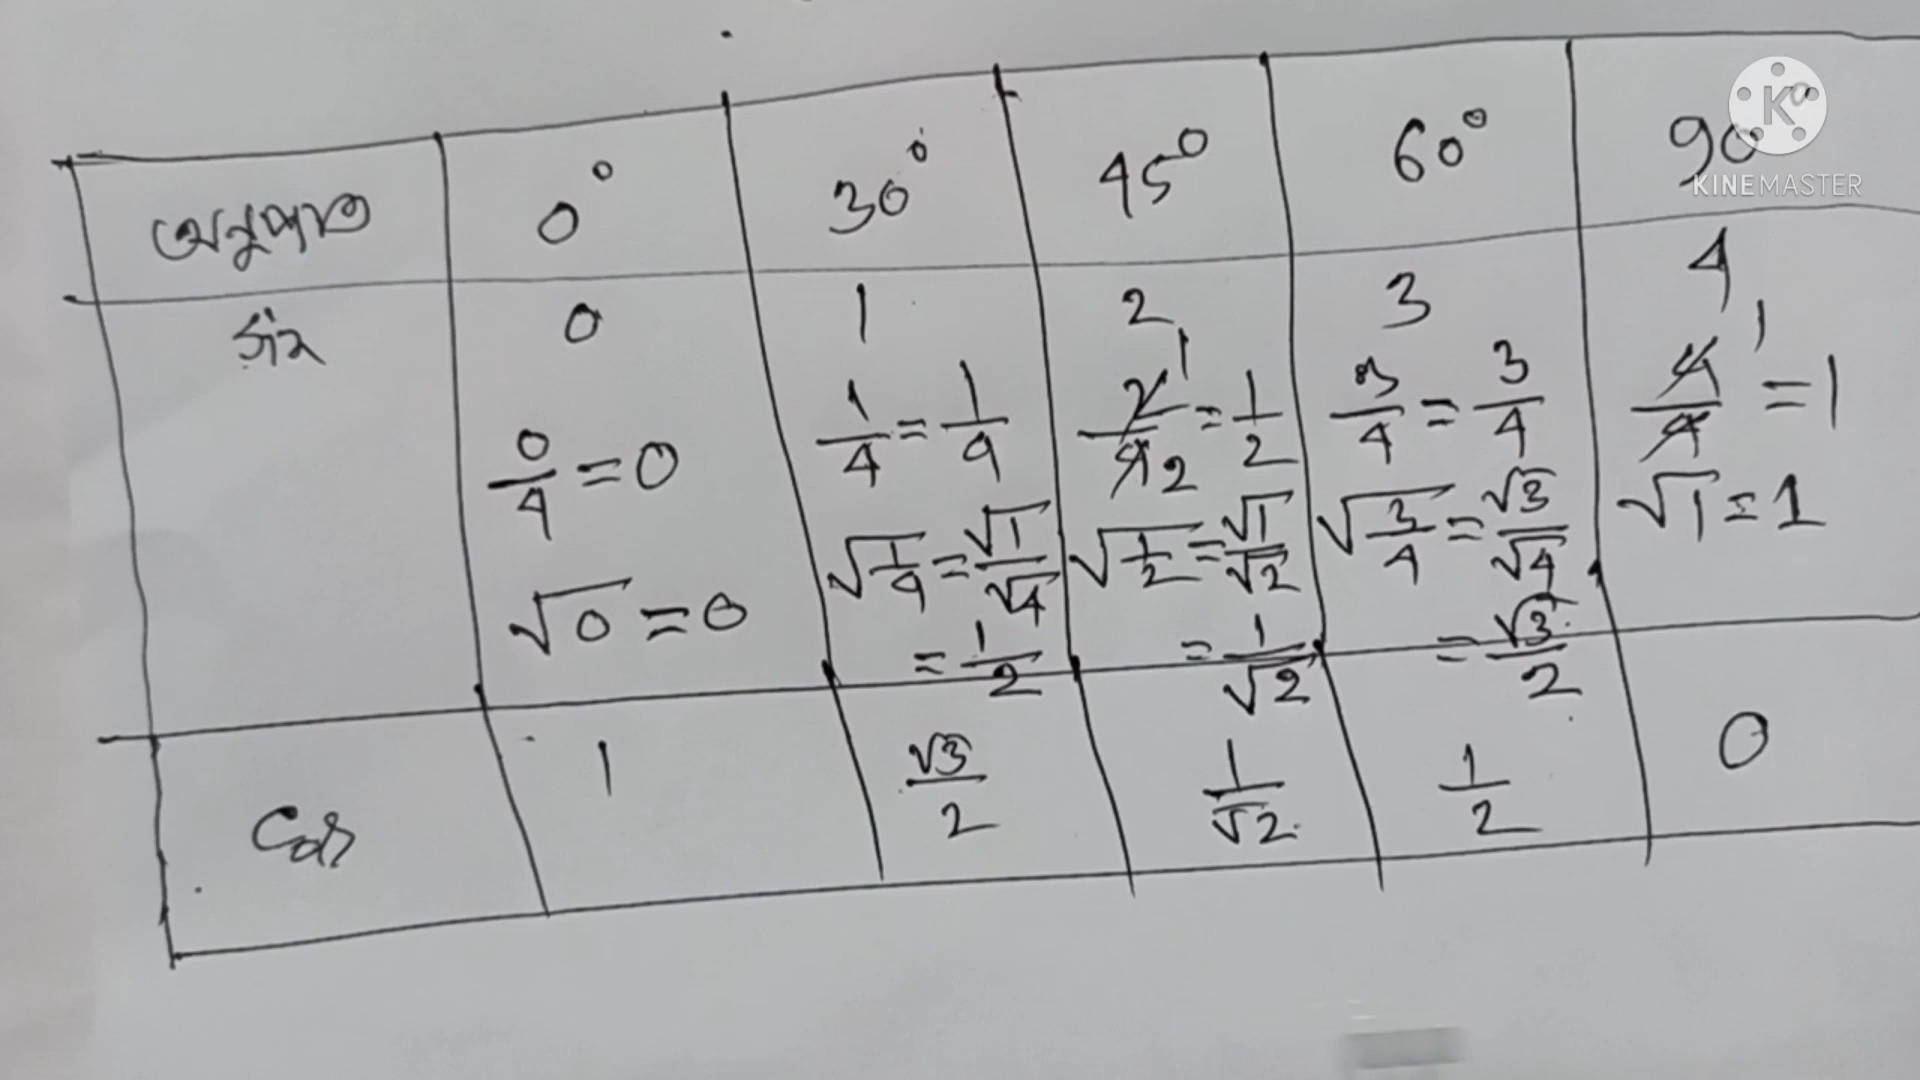 অনুপাত 0° 30° 45° 60° 90°
KINEMASTER
সাইন 0 1 2 3 4
0/4 = 0 1/4 = 1/4 2/4 1 2 = 1/2 3/4 = 3/4 4/4 1 = 1
√0 = 0 √1/4 = √1/√4 √1/2 = √1/√2 √3/4 = √3/√4 √1 = 1
= 1/2 = 1/√2 = √3/2
Cos 1 √3/2 1/√2 1/2 0